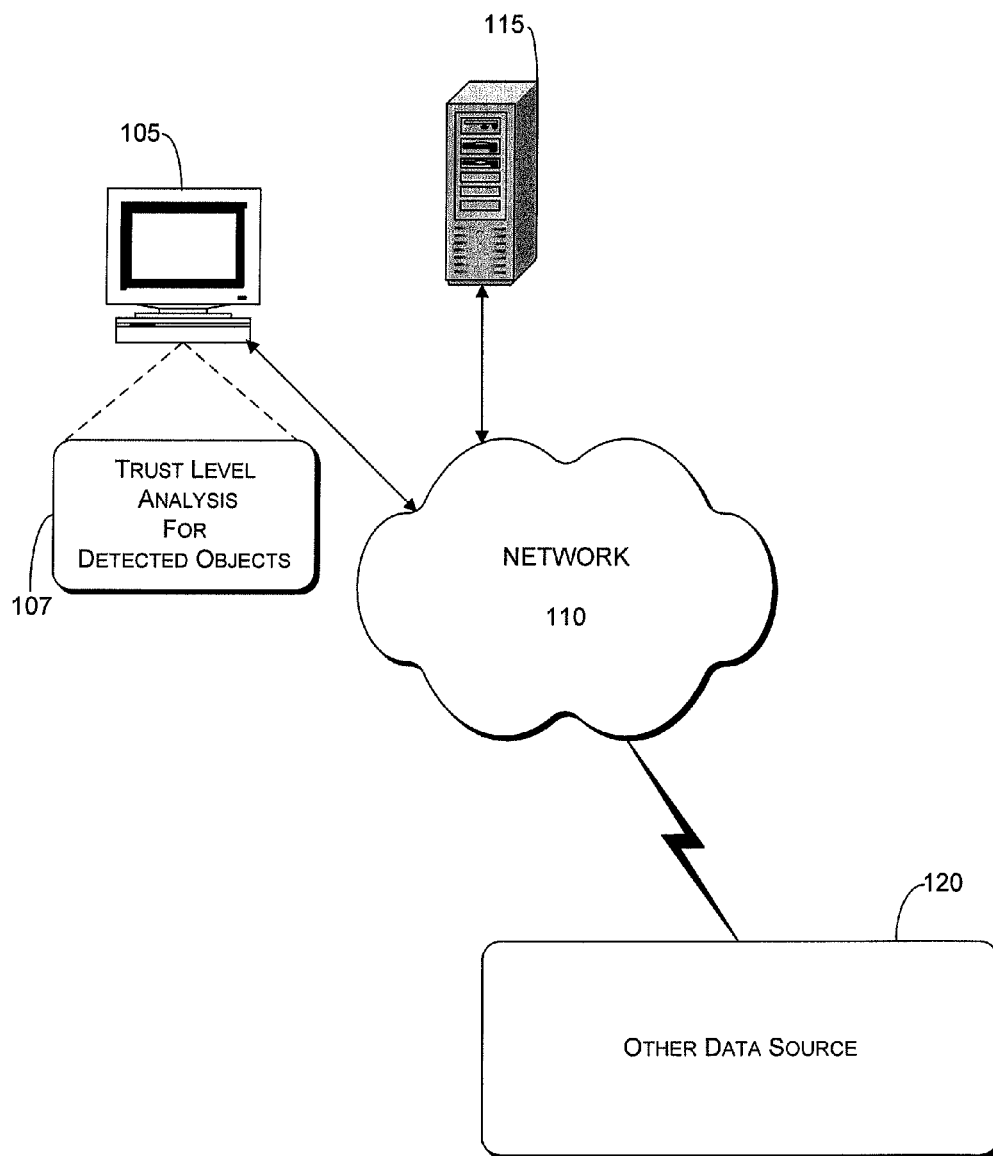 115
105
TRUST LEVEL
ANALYSIS
FOR
DETECTED OBJECTS
107
NETWORK
110
120
OTHER DATA SOURCE